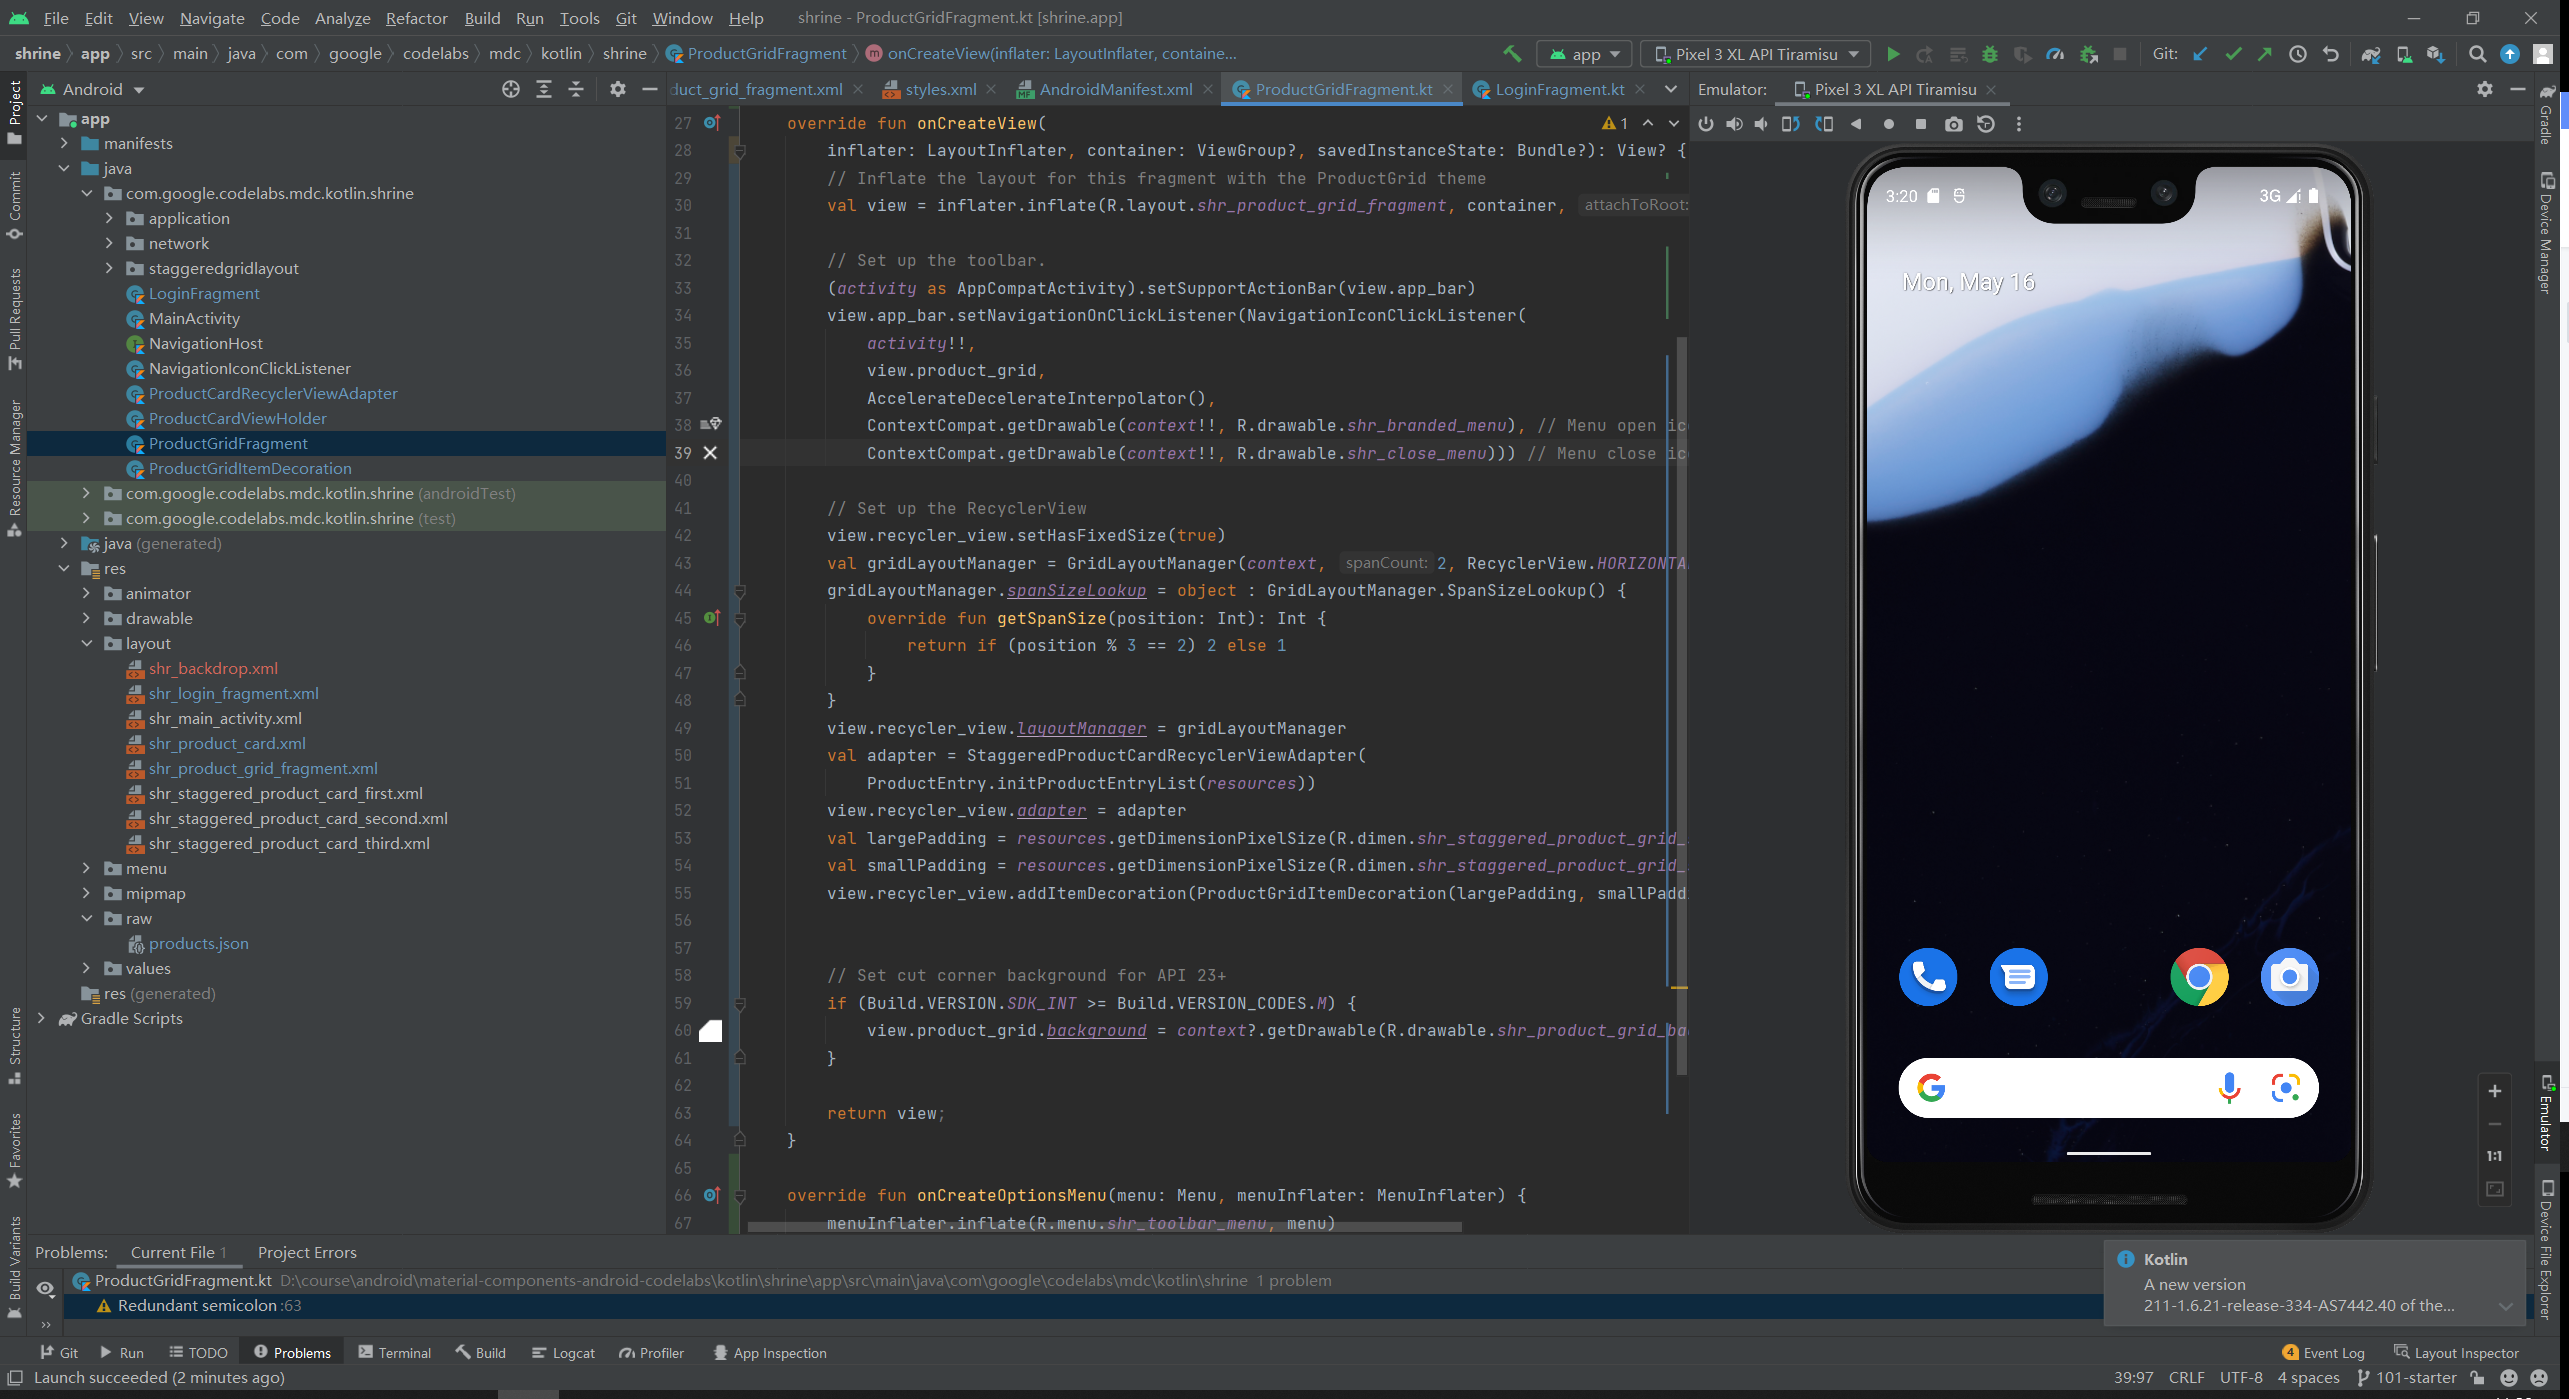 File Edit View Navigate Code Analyze Refactor Build Run Tools Git Window Help shrine - ProductGridFragment.kt [shrine.app]
shrine app src main java com google codelabs mdc kotlin shrine ProductGridFragment onCreateView(inflater: LayoutInflater, containe... app Pixel 3 XL API Tiramisu Git:
Android
duct_grid_fragment.xml styles.xml AndroidManifest.xml ProductGridFragment.kt LoginFragment.kt
Emulator: Pixel 3 XL API Tiramisu
Project
Commit
Pull Requests
Resource Manager
Structure
Favorites
Build Variants
app
manifests
java
com.google.codelabs.mdc.kotlin.shrine
application
network
staggeredgridlayout
LoginFragment
MainActivity
NavigationHost
NavigationIconClickListener
ProductCardRecyclerViewAdapter
ProductCardViewHolder
ProductGridFragment
ProductGridItemDecoration
com.google.codelabs.mdc.kotlin.shrine (androidTest)
com.google.codelabs.mdc.kotlin.shrine (test)
java (generated)
res
animator
drawable
layout
shr_backdrop.xml
shr_login_fragment.xml
shr_main_activity.xml
shr_product_card.xml
shr_product_grid_fragment.xml
shr_staggered_product_card_first.xml
shr_staggered_product_card_second.xml
shr_staggered_product_card_third.xml
menu
mipmap
raw
products.json
values
res (generated)
Gradle Scripts
1
27 override fun onCreateView(
28 inflater: LayoutInflater, container: ViewGroup?, savedInstanceState: Bundle?): View? {
29 // Inflate the layout for this fragment with the ProductGrid theme
30 val view = inflater.inflate(R.layout.shr_product_grid_fragment, container, attachToRoot:
31
32 // Set up the toolbar.
33 (activity as AppCompatActivity).setSupportActionBar(view.app_bar)
34 view.app_bar.setNavigationOnClickListener(NavigationIconClickListener(
35 activity!!,
36 view.product_grid,
37 AccelerateDecelerateInterpolator(),
38 ContextCompat.getDrawable(context!!, R.drawable.shr_branded_menu), // Menu open ic
39 ContextCompat.getDrawable(context!!, R.drawable.shr_close_menu))) // Menu close ic
40
41 // Set up the RecyclerView
42 view.recycler_view.setHasFixedSize(true)
43 val gridLayoutManager = GridLayoutManager(context, spanCount: 2, RecyclerView.HORIZONTA
44 gridLayoutManager.spanSizeLookup = object : GridLayoutManager.SpanSizeLookup() {
45 override fun getSpanSize(position: Int): Int {
46 return if (position % 3 == 2) 2 else 1
47 }
48 }
49 view.recycler_view.layoutManager = gridLayoutManager
50 val adapter = StaggeredProductCardRecyclerViewAdapter(
51 ProductEntry.initProductEntryList(resources))
52 view.recycler_view.adapter = adapter
53 val largePadding = resources.getDimensionPixelSize(R.dimen.shr_staggered_product_grid_
54 val smallPadding = resources.getDimensionPixelSize(R.dimen.shr_staggered_product_grid_
55 view.recycler_view.addItemDecoration(ProductGridItemDecoration(largePadding, smallPadd
56
57
58 // Set cut corner background for API 23+
59 if (Build.VERSION.SDK_INT >= Build.VERSION_CODES.M) {
60 view.product_grid.background = context?.getDrawable(R.drawable.shr_product_grid_ba
61 }
62
63 return view;
64 }
65
66 override fun onCreateOptionsMenu(menu: Menu, menuInflater: MenuInflater) {
67 menuInflater.inflate(R.menu.shr_toolbar_menu, menu)
3:20 3G
Mon, May 16
1:1
Gradle
Device Manager
Emulator
Device File Explorer
Problems: Current File 1 Project Errors
ProductGridFragment.kt D:\course\android\material-components-android-codelabs\kotlin\shrine\app\src\main\java\com\google\codelabs\mdc\kotlin\shrine 1 problem
Redundant semicolon :63
Kotlin
A new version
211-1.6.21-release-334-AS7442.40 of the...
Git Run TODO Problems Terminal Build Logcat Profiler App Inspection 4 Event Log Layout Inspector
Launch succeeded (2 minutes ago) 39:97 CRLF UTF-8 4 spaces 101-starter